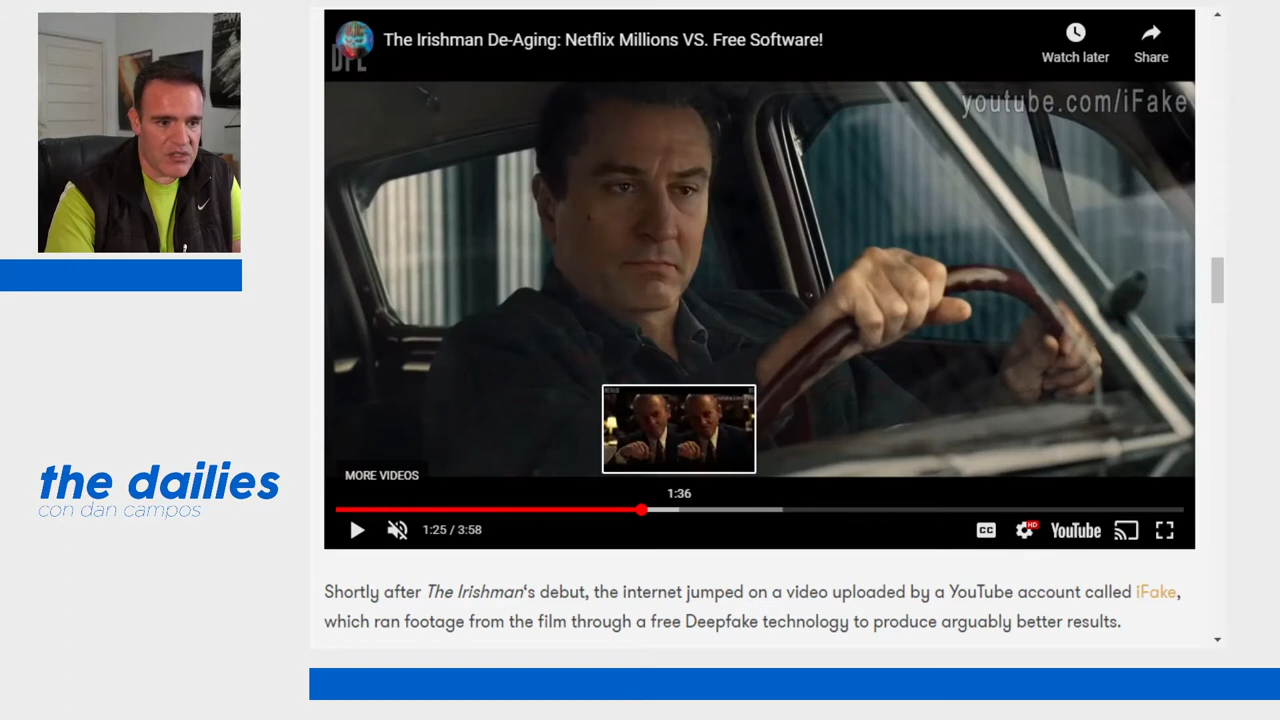 The Irishman De-Aging: Netflix Millions VS. Free Software!
Watch later
Share
youtube.com/iFake
MORE VIDEOS
1:36
1:25 / 3:58
CC
HD
YouTube
the dailies
con dan campos
Shortly after The Irishman‘s debut, the internet jumped on a video uploaded by a YouTube account called iFake,
which ran footage from the film through a free Deepfake technology to produce arguably better results.